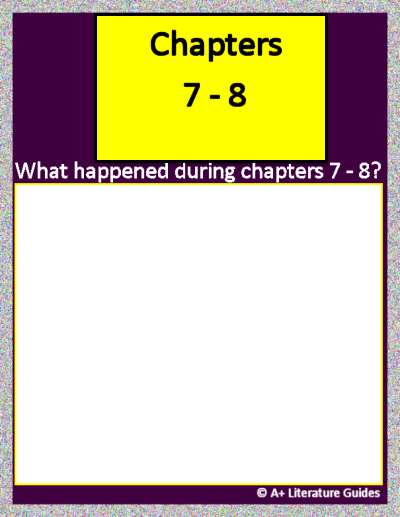 Chapters
7 - 8
What happened during chapters 7 - 8?
© A+ Literature Guides